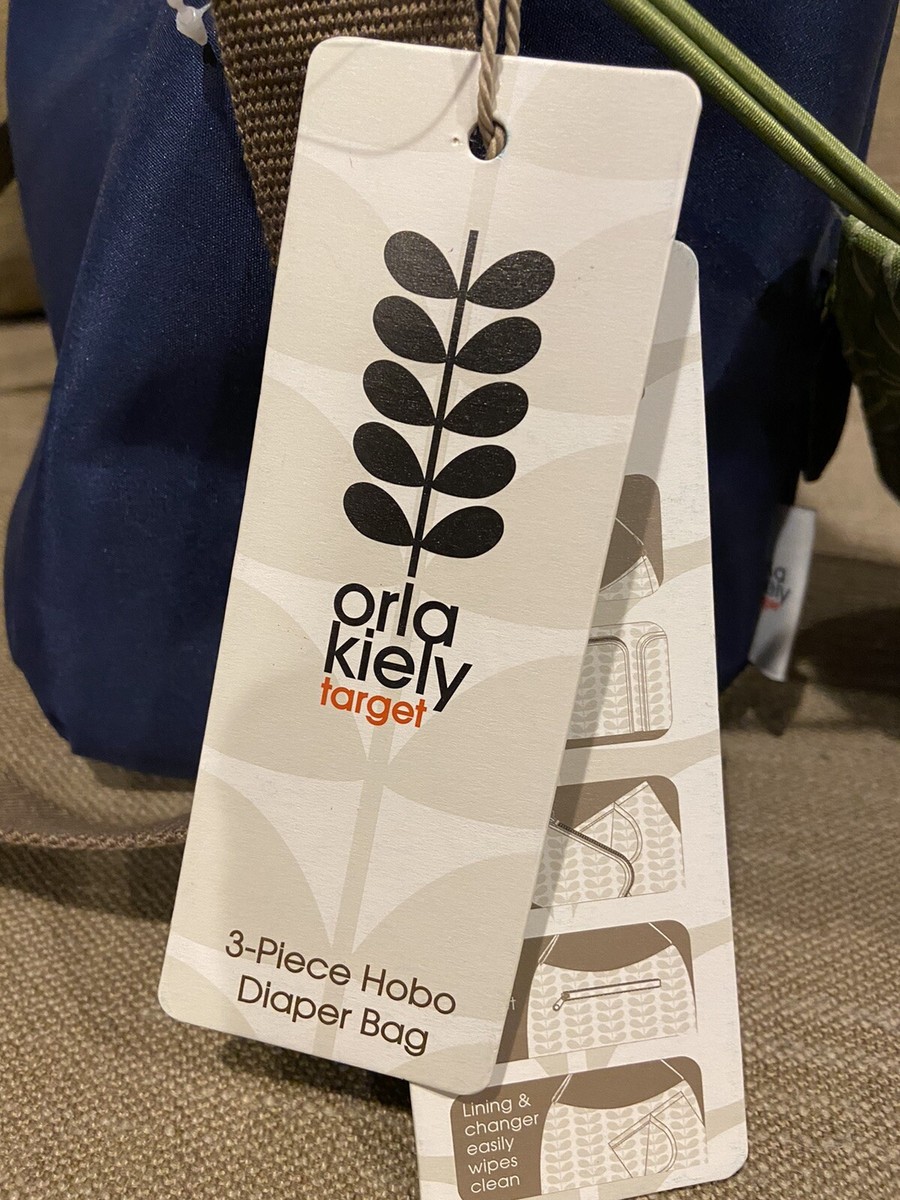 orla
kiely
target
3-Piece Hobo
Diaper Bag
Lining &
changer
easily
wipes
clean